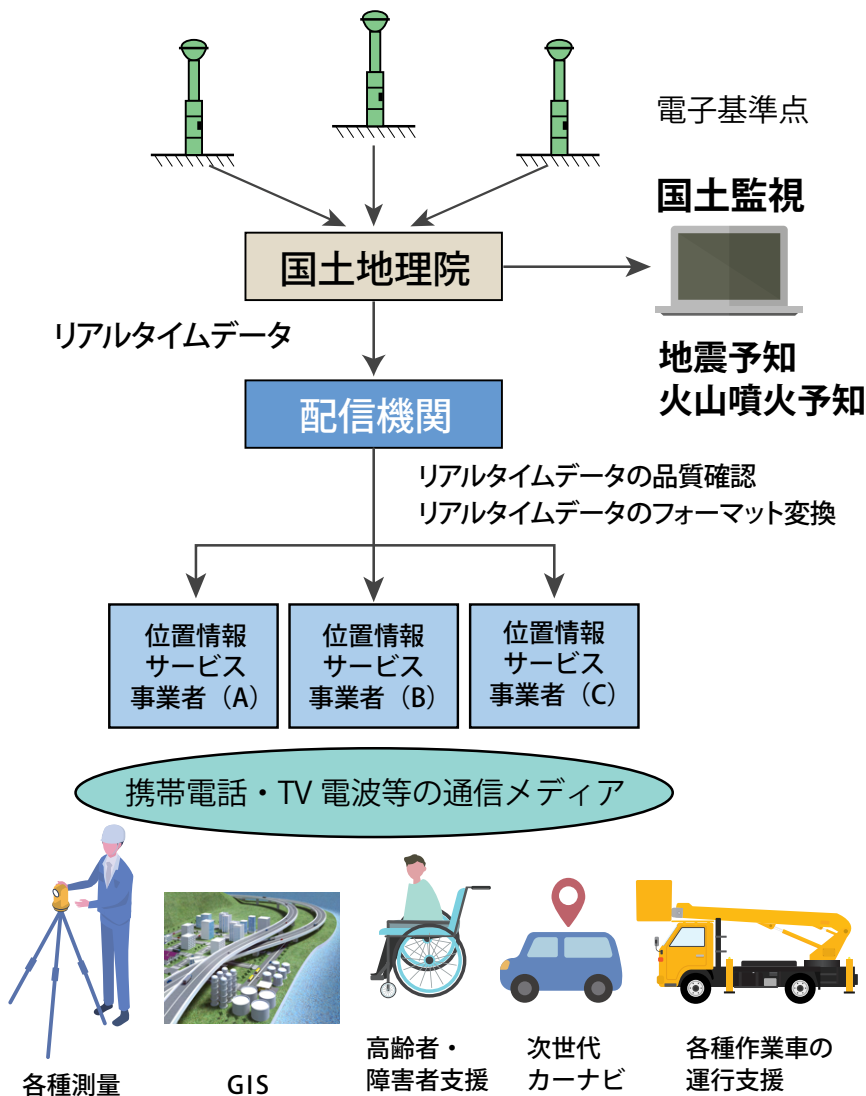 電子基準点
国土監視
国土地理院
リアルタイムデータ
地震予知
火山噴火予知
配信機関
リアルタイムデータの品質確認
リアルタイムデータのフォーマット変換
位置情報
サービス
事業者（A）
位置情報
サービス
事業者（B）
位置情報
サービス
事業者（C）
携帯電話・TV 電波等の通信メディア
各種測量
GIS
高齢者・
障害者支援
次世代
カーナビ
各種作業車の
運行支援